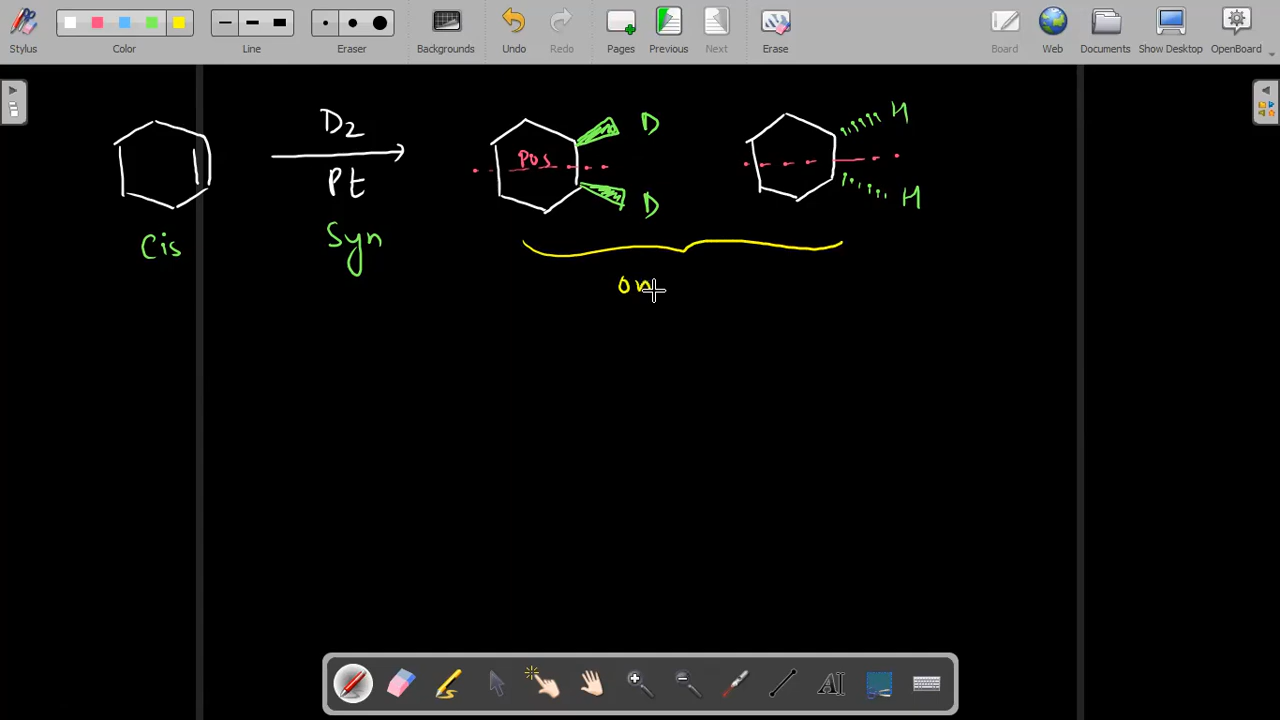 Stylus
Color
Line
Eraser
Backgrounds
Undo
Redo
Pages
Previous
Next
Erase
Board
Web
Documents
Show Desktop
OpenBoard
D2
Pt
Syn
Cis
POS
D
D
H
H
on